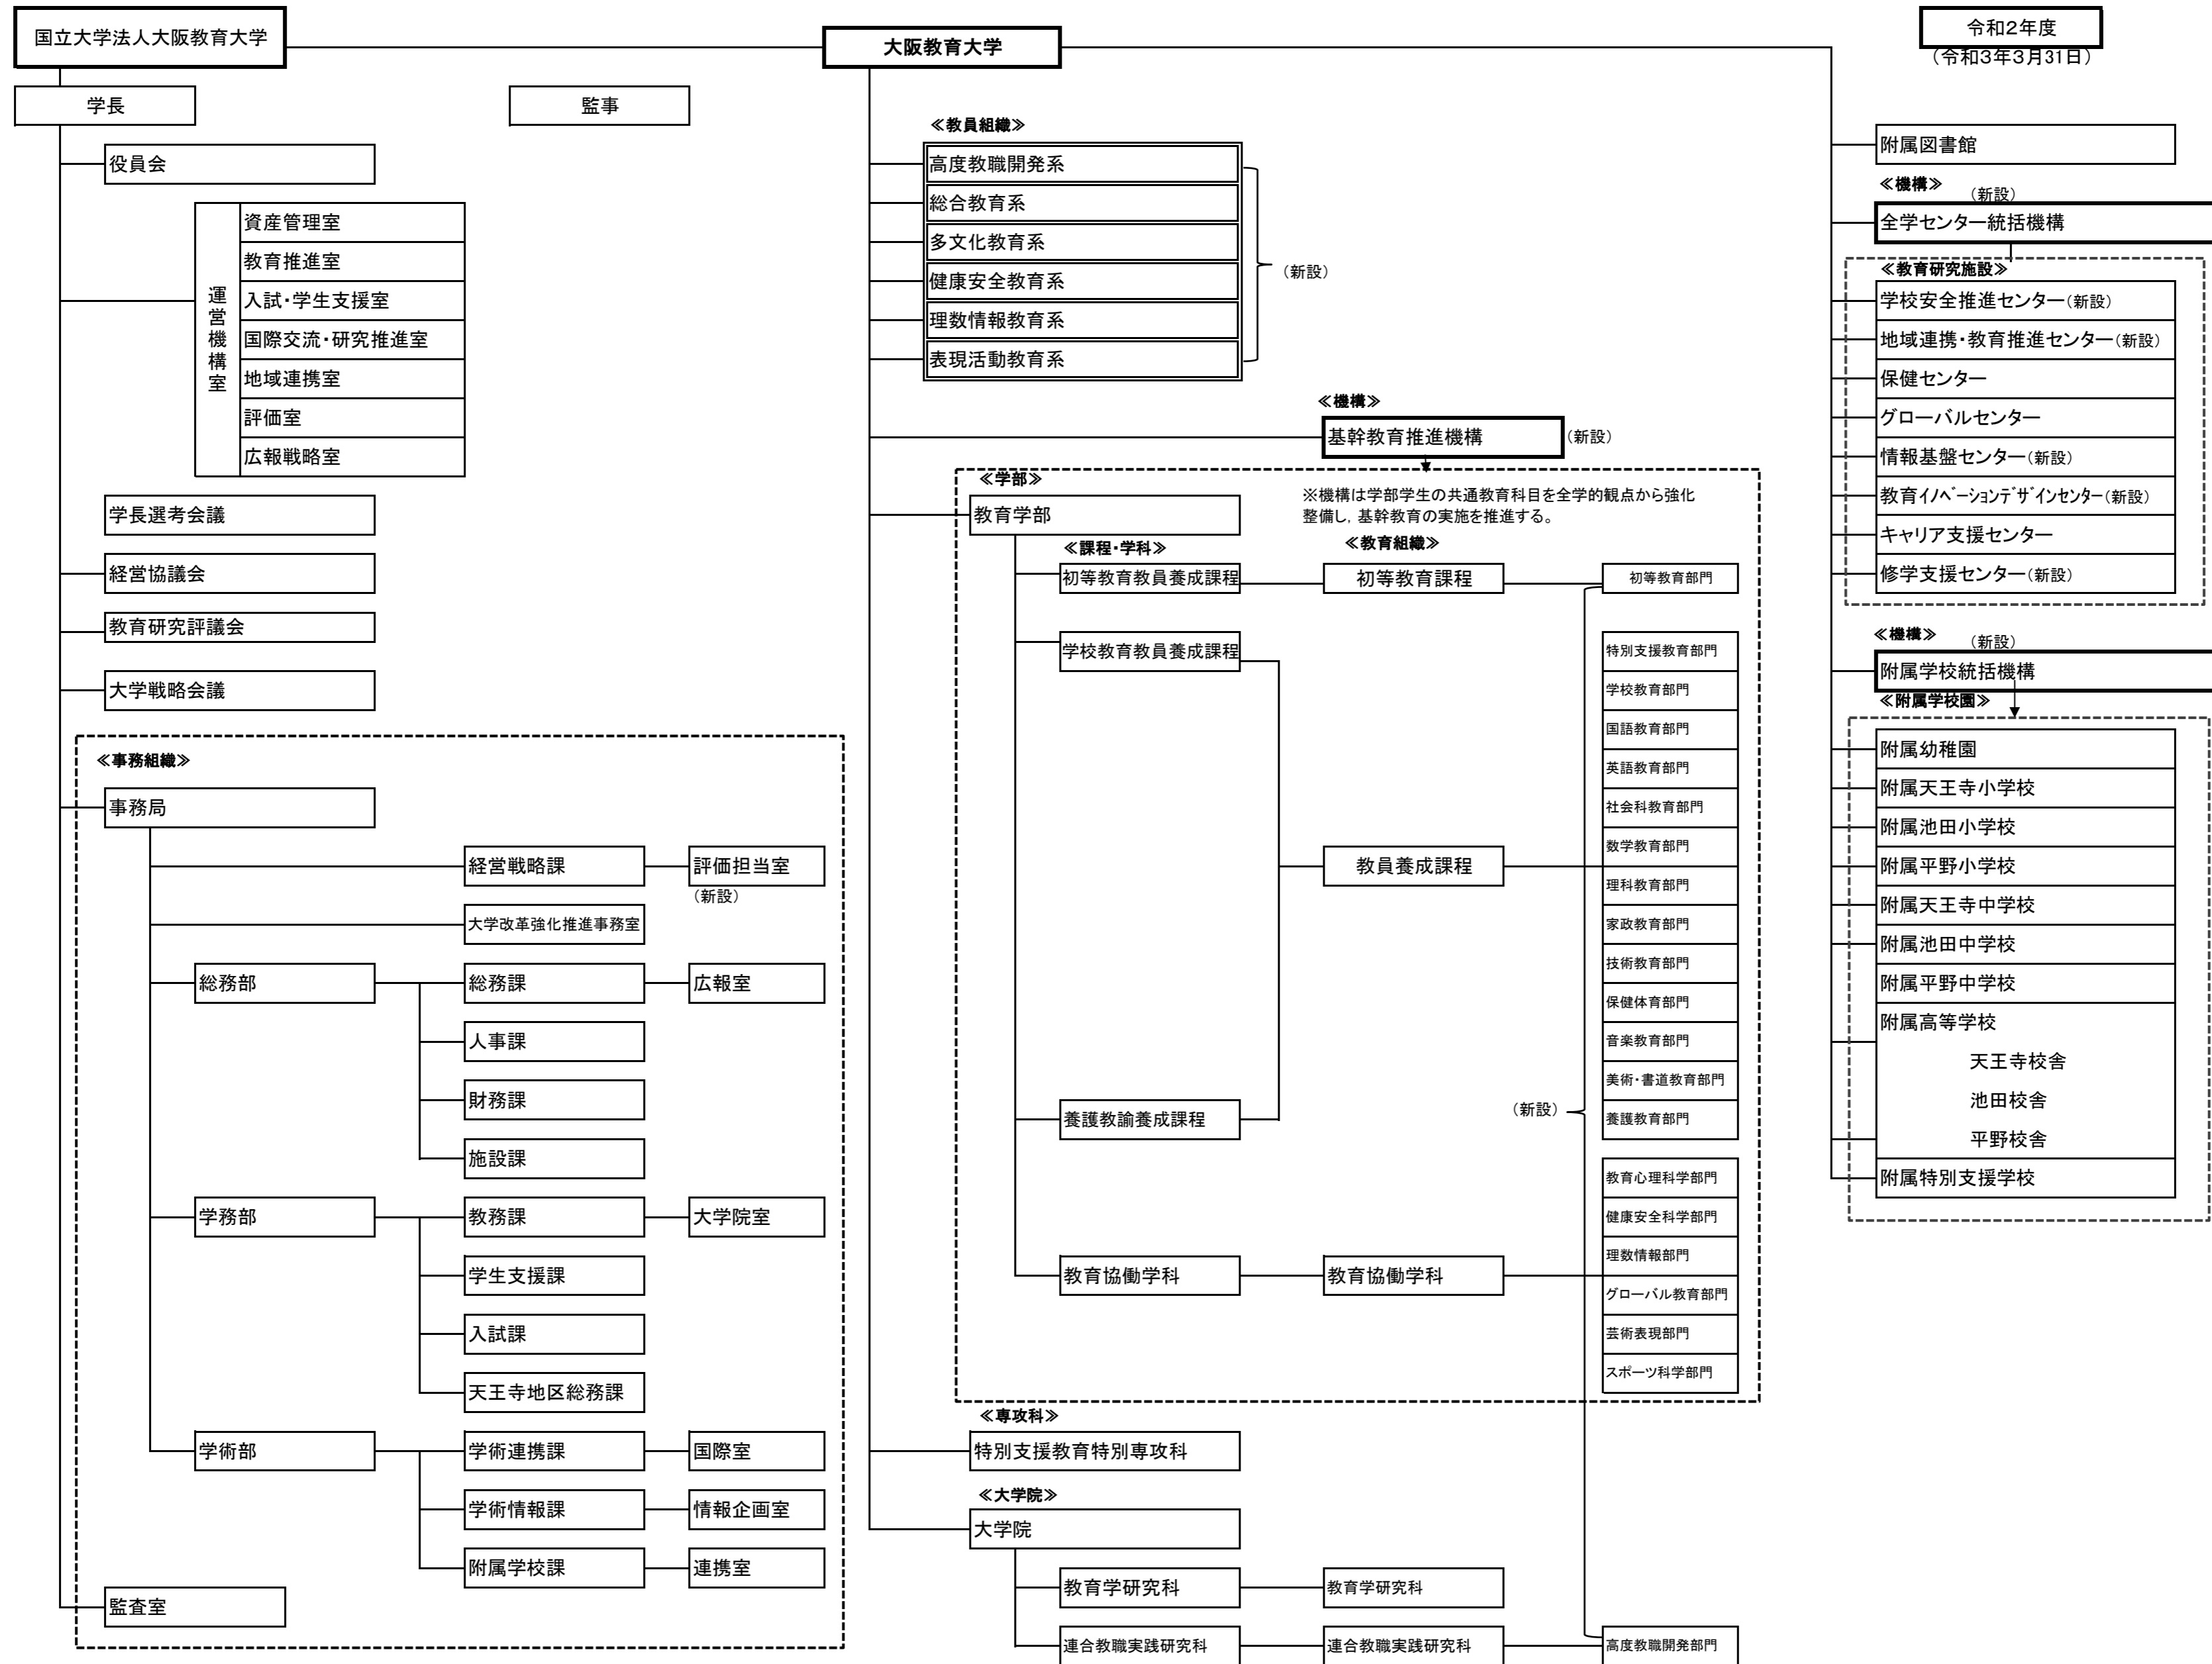 国立大学法人大阪教育大学
大阪教育大学
令和2年度
（令和3年3月31日）
学長
監事
役員会
運営機構室
資産管理室
教育推進室
入試・学生支援室
国際交流・研究推進室
地域連携室
評価室
広報戦略室
学長選考会議
経営協議会
教育研究評議会
大学戦略会議
≪事務組織≫
事務局
経営戦略課
評価担当室
（新設）
大学改革強化推進事務室
総務部
総務課
広報室
人事課
財務課
施設課
学務部
教務課
大学院室
学生支援課
入試課
天王寺地区総務課
学術部
学術連携課
国際室
学術情報課
情報企画室
附属学校課
連携室
監査室
≪教員組織≫
高度教職開発系
総合教育系
多文化教育系
健康安全教育系
理数情報教育系
表現活動教育系
（新設）
≪機構≫
基幹教育推進機構
（新設）
≪学部≫
教育学部
※機構は学部学生の共通教育科目を全学的観点から強化
整備し，基幹教育の実施を推進する。
≪課程・学科≫
≪教育組織≫
初等教育教員養成課程
初等教育課程
初等教育部門
学校教育教員養成課程
教員養成課程
特別支援教育部門
学校教育部門
国語教育部門
英語教育部門
社会科教育部門
数学教育部門
理科教育部門
家政教育部門
技術教育部門
保健体育部門
音楽教育部門
美術・書道教育部門
養護教育部門
（新設）
養護教諭養成課程
教育協働学科
教育協働学科
教育心理科学部門
健康安全科学部門
理数情報部門
グローバル教育部門
芸術表現部門
スポーツ科学部門
≪専攻科≫
特別支援教育特別専攻科
≪大学院≫
大学院
教育学研究科
教育学研究科
連合教職実践研究科
連合教職実践研究科
高度教職開発部門
附属図書館
≪機構≫
（新設）
全学センター統括機構
≪教育研究施設≫
学校安全推進センター（新設）
地域連携・教育推進センター（新設）
保健センター
グローバルセンター
情報基盤センター（新設）
教育ｲﾉﾍﾞｰｼｮﾝﾃﾞｻﾞｲﾝセンター（新設）
キャリア支援センター
修学支援センター（新設）
≪機構≫
（新設）
附属学校統括機構
≪附属学校園≫
附属幼稚園
附属天王寺小学校
附属池田小学校
附属平野小学校
附属天王寺中学校
附属池田中学校
附属平野中学校
附属高等学校
天王寺校舎
池田校舎
平野校舎
附属特別支援学校